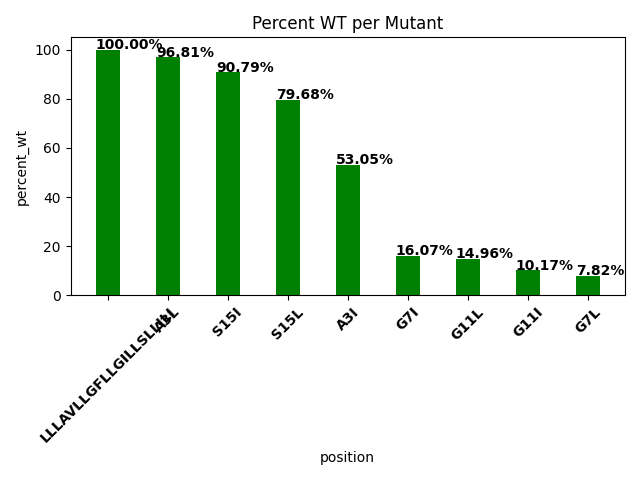 Percent WT per Mutant
percent_wt
100
80
60
40
20
0
100.00%
96.81%
90.79%
79.68%
53.05%
16.07%
14.96%
10.17%
7.82%
A3L
S15I
S15L
A3I
G7I
G11L
G11I
G7L
position